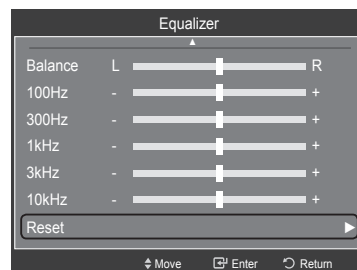 Equalizer
▲
Balance L R
100Hz - +
300Hz - +
1kHz - +
3kHz - +
10kHz - +
Reset ▶
Move Enter Return